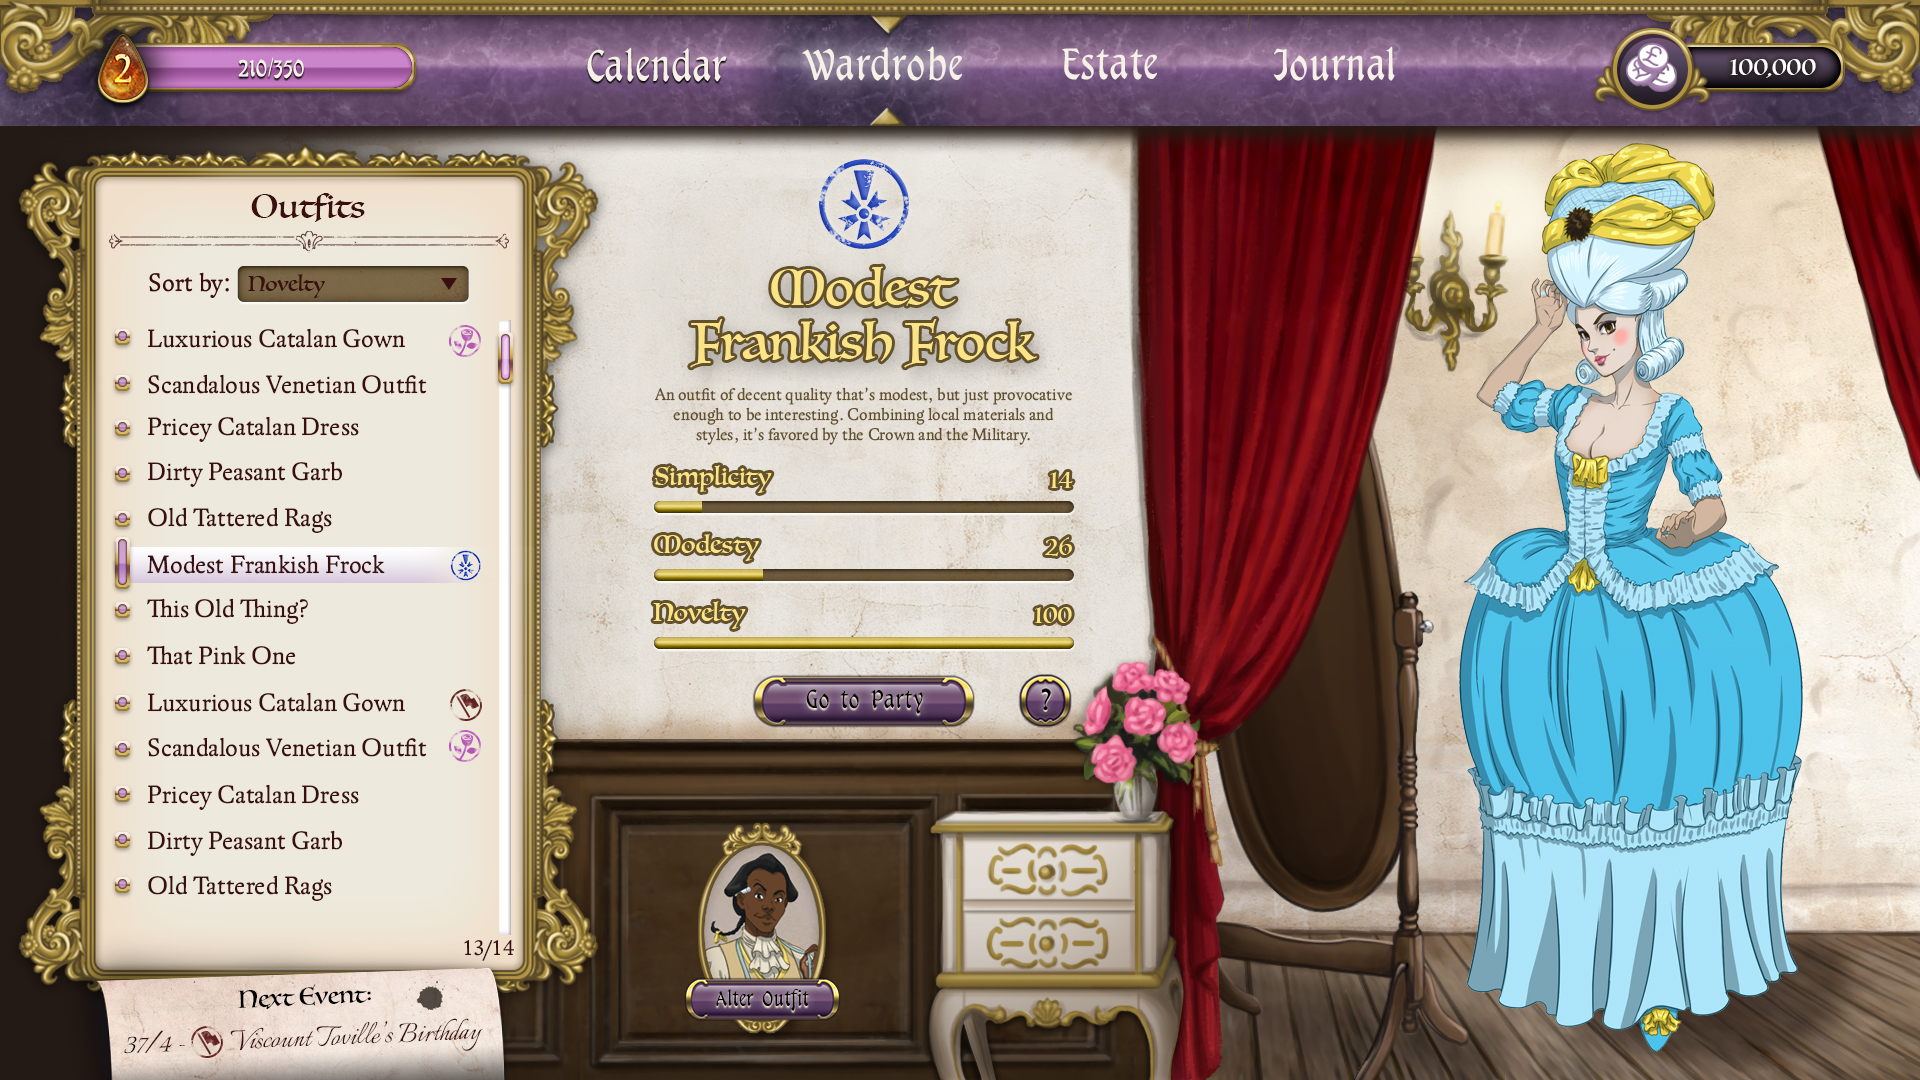 2
210/350
Calendar
Wardrobe
Estate
Journal
100,000
Outfits
Sort by: Novelty
Luxurious Catalan Gown
Scandalous Venetian Outfit
Pricey Catalan Dress
Dirty Peasant Garb
Old Tattered Rags
Modest Frankish Frock
This Old Thing?
That Pink One
Luxurious Catalan Gown
Scandalous Venetian Outfit
Pricey Catalan Dress
Dirty Peasant Garb
Old Tattered Rags
13/14
Next Event:
37/4 - Viscount Toville's Birthday
Modest
Frankish Frock
An outfit of decent quality that's modest, but just provocative
enough to be interesting. Combining local materials and
styles, it's favored by the Crown and the Military.
Simplicity 14
Modesty 26
Novelty 100
Go to Party
?
Alter Outfit